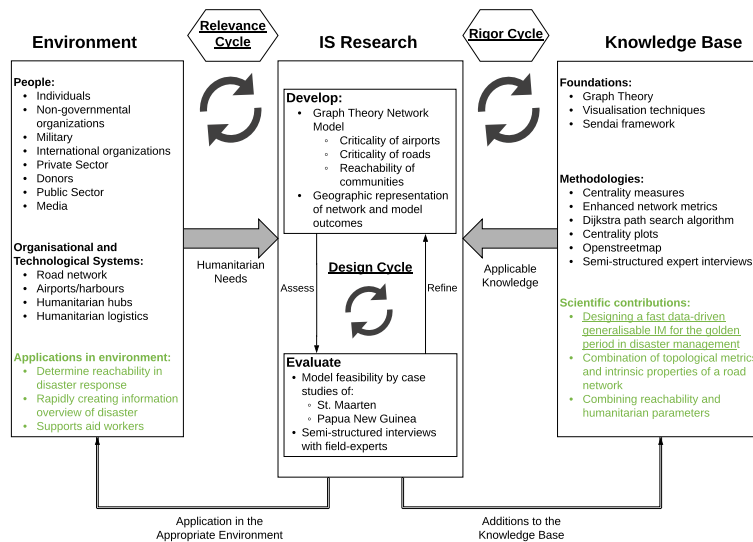 Relevance
Cycle
Rigor Cycle
Environment
IS Research
Knowledge Base
People:
• Individuals
• Non-governmental
organizations
• Military
• International organizations
• Private Sector
• Donors
• Public Sector
• Media
Organisational and
Technological Systems:
• Road network
• Airports/harbours
• Humanitarian hubs
• Humanitarian logistics
Applications in environment:
• Determine reachability in
disaster response
• Rapidly creating information
overview of disaster
• Supports aid workers
Humanitarian
Needs
Develop:
• Graph Theory Network
Model
◦ Criticality of airports
◦ Criticality of roads
◦ Reachability of
communities
• Geographic representation
of network and model
outcomes
Design Cycle
Assess
Refine
Evaluate
• Model feasibility by case
studies of:
◦ St. Maarten
◦ Papua New Guinea
• Semi-structured interviews
with field-experts
Applicable
Knowledge
Foundations:
• Graph Theory
• Visualisation techniques
• Sendai framework
Methodologies:
• Centrality measures
• Enhanced network metrics
• Dijkstra path search algorithm
• Centrality plots
• Openstreetmap
• Semi-structured expert interviews
Scientific contributions:
• Designing a fast data-driven
generalisable IM for the golden
period in disaster management
• Combination of topological metrics
and intrinsic properties of a road
network
• Combining reachability and
humanitarian parameters
Application in the
Appropriate Environment
Additions to the
Knowledge Base